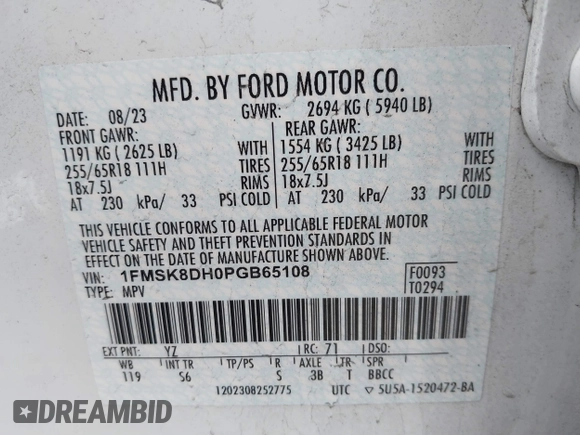 MFD. BY FORD MOTOR CO.
DATE: 08/23 GVWR: 2694 KG ( 5940 LB)
FRONT GAWR: REAR GAWR:
1191 KG ( 2625 LB) WITH 1554 KG ( 3425 LB) WITH
255/65R18 111H TIRES 255/65R18 111H TIRES
18x7.5J RIMS 18x7.5J RIMS
AT 230 kPa/ 33 PSI COLD AT 230 kPa/ 33 PSI COLD
THIS VEHICLE CONFORMS TO ALL APPLICABLE FEDERAL MOTOR
VEHICLE SAFETY AND THEFT PREVENTION STANDARDS IN
EFFECT ON THE DATE OF MANUFACTURE SHOWN ABOVE.
VIN: 1FMSK8DH0PGB65108 F0093
TYPE: MPV T0294
EXT PNT: YZ RC: 71 DSO:
WB INT TR TP/PS R AXLE TR SPR
119 S6 S 3B T BBCC
1202308252775 UTC 5U5A-1520472-BA
DREAMBID